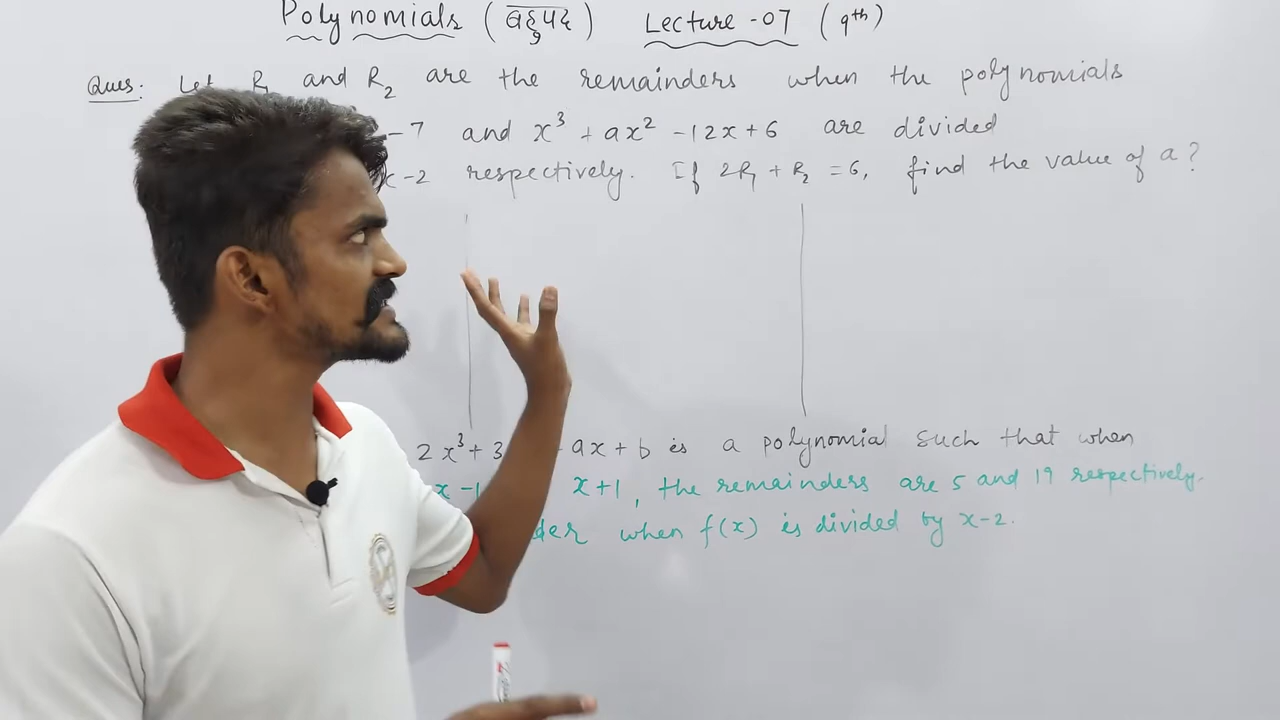 Polynomials (बहुपद) Lecture -07 (9th)
Ques: Let R1 and R2 are the remainders when the polynomials
-7 and x³ + ax² -12x+6 are divided
x-2 respectively. If 2R1 + R2 = 6, find the value of a?
2x³+3 ax+b is a polynomial such that when
x-1 x+1, the remainders are 5 and 19 respectively.
when f(x) is divided by x-2.